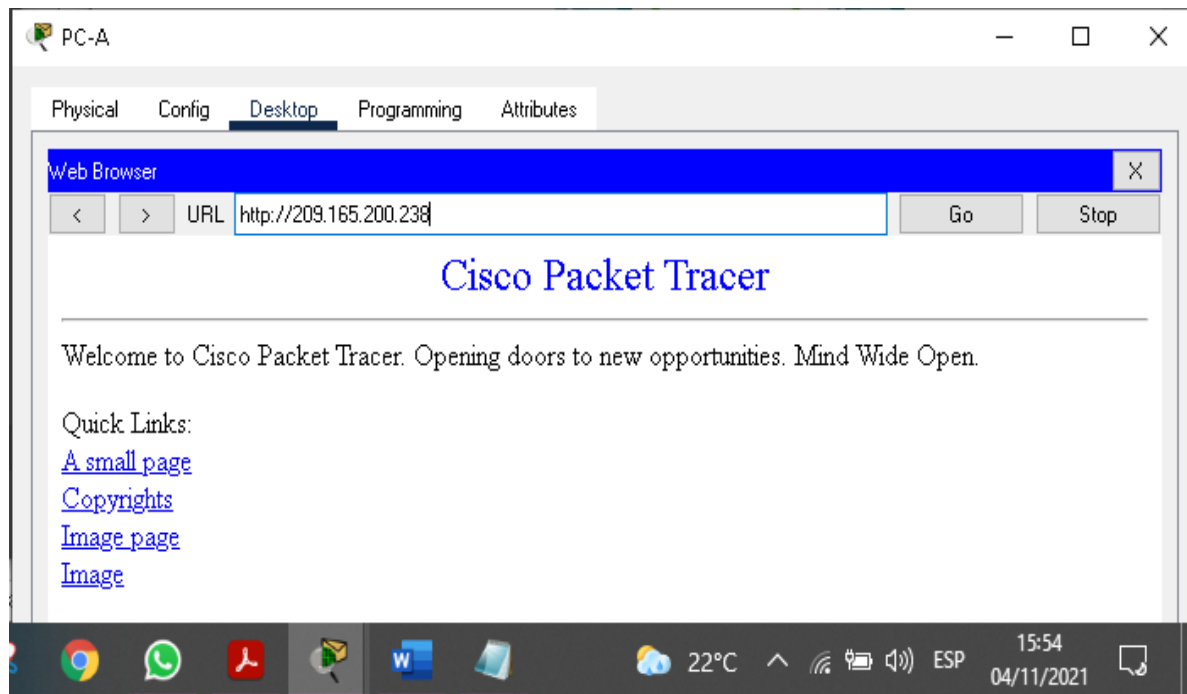 PC-A
Physical Config Desktop Programming Attributes
Web Browser X
< > URL http://209.165.200.238 Go Stop
Cisco Packet Tracer
Welcome to Cisco Packet Tracer. Opening doors to new opportunities. Mind Wide Open.
Quick Links:
A small page
Copyrights
Image page
Image
22°C ESP 15:54
04/11/2021